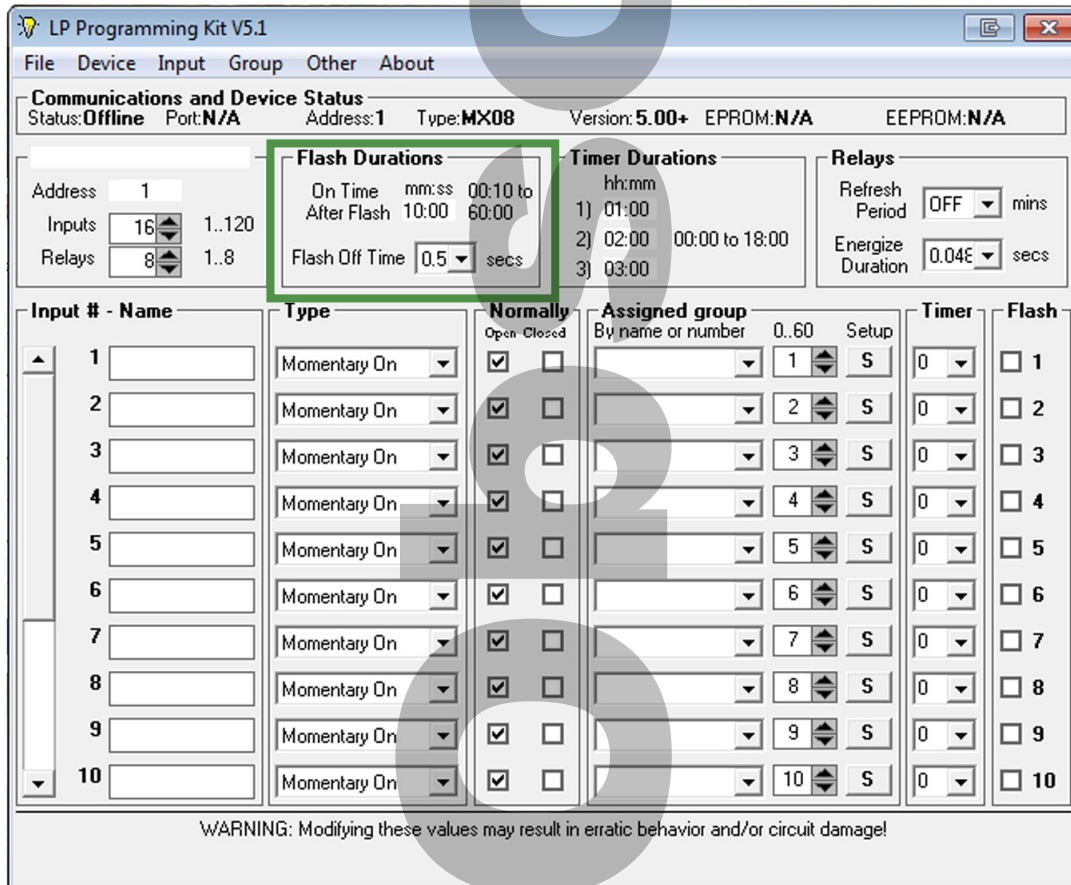 LP Programming Kit V5.1
File Device Input Group Other About
Communications and Device Status
Status:Offline Port:N/A Address:1 Type:MX08 Version:5.00+ EPROM:N/A EEPROM:N/A
Address 1
Inputs 16 1..120
Relays 8 1..8
Flash Durations
On Time mm:ss 00:10 to
After Flash 10:00 60:00
Flash Off Time 0.5 secs
Timer Durations
hh:mm
1) 01:00
2) 02:00 00:00 to 18:00
3) 03:00
Relays
Refresh
Period OFF mins
Energize
Duration 0.048 secs
Input # - Name Type Normally Assigned group Timer Flash
Open Closed By name or number 0..60 Setup
1 Momentary On 1 S 0 1
2 Momentary On 2 S 0 2
3 Momentary On 3 S 0 3
4 Momentary On 4 S 0 4
5 Momentary On 5 S 0 5
6 Momentary On 6 S 0 6
7 Momentary On 7 S 0 7
8 Momentary On 8 S 0 8
9 Momentary On 9 S 0 9
10 Momentary On 10 S 0 10
WARNING: Modifying these values may result in erratic behavior and/or circuit damage!